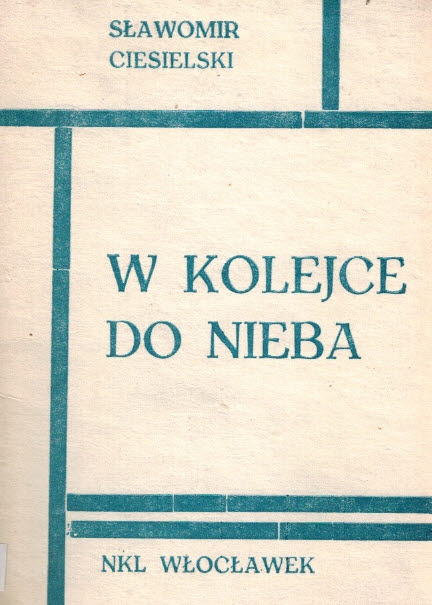 SŁAWOMIR
CIESIELSKI
W KOLEJCE
DO NIEBA
NKL WŁOCŁAWEK